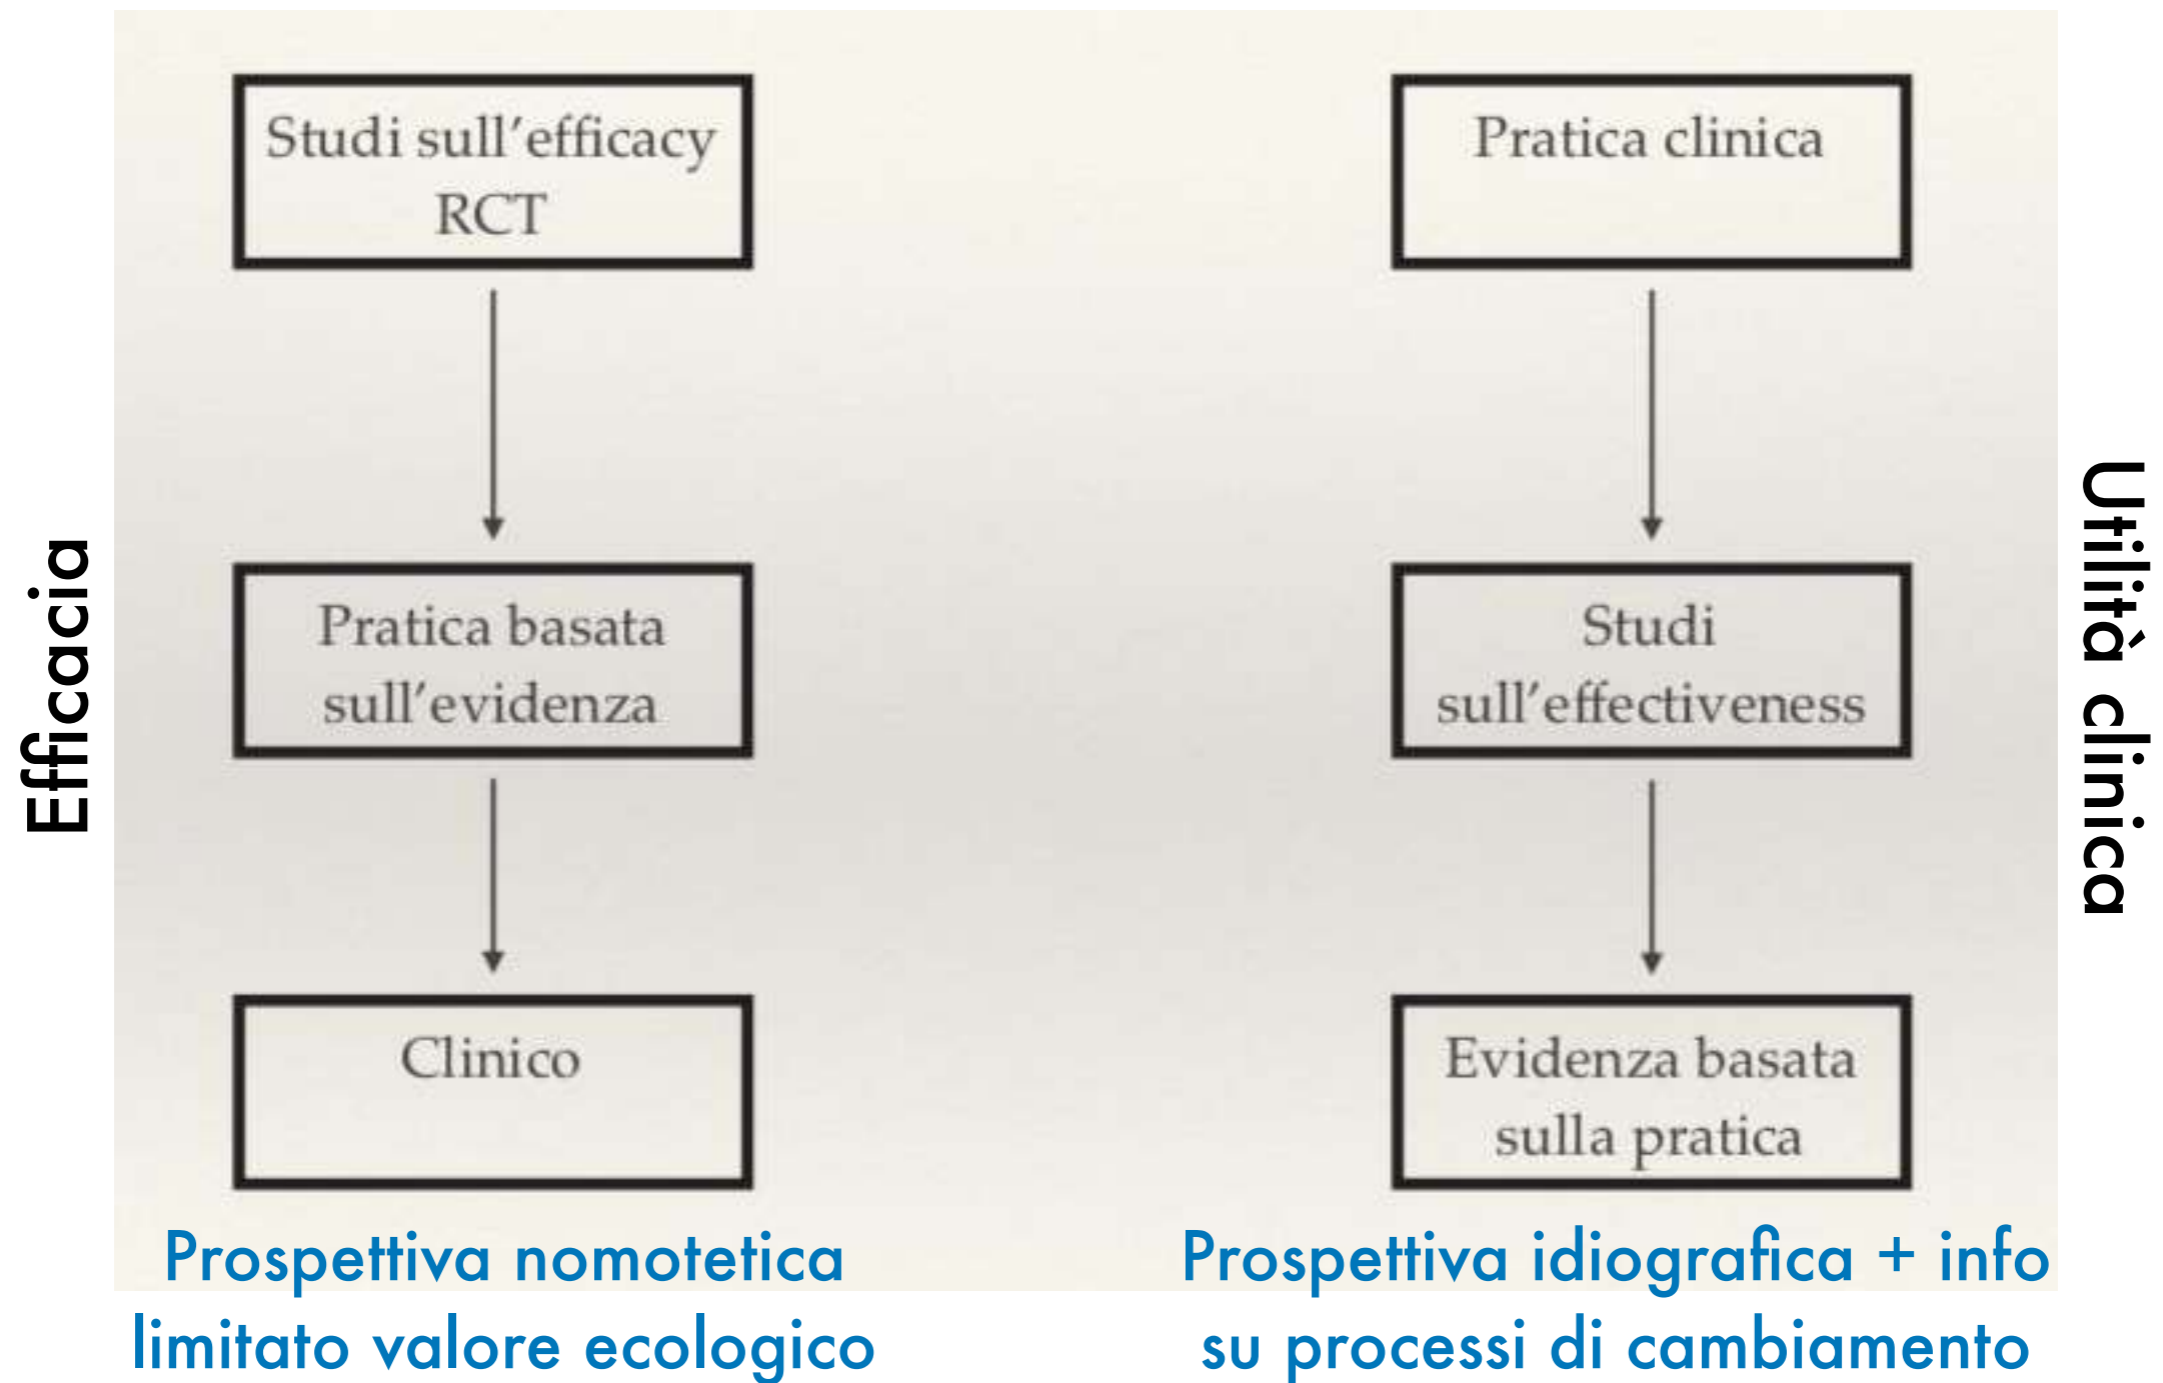 Studi sull'efficacy
RCT
Pratica clinica
Efficacia
Pratica basata
sull'evidenza
Studi
sull'effectiveness
Utilità clinica
Clinico
Evidenza basata
sulla pratica
Prospettiva nomotetica
limitato valore ecologico
Prospettiva idiografica + info
su processi di cambiamento